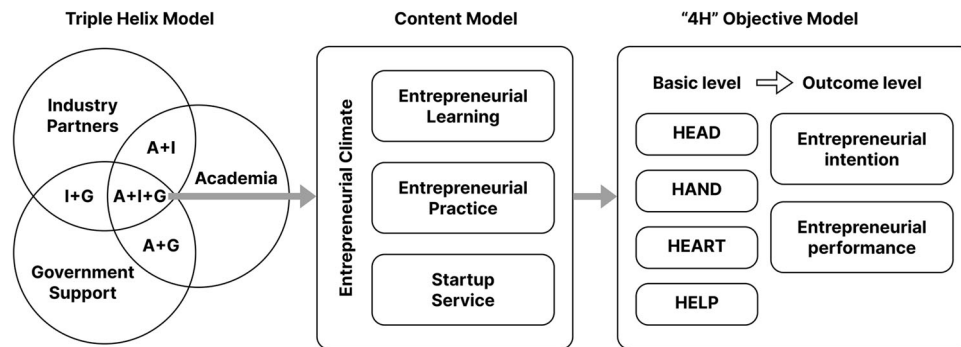 Triple Helix Model
Industry
Partners
A+I
Academia
I+G
A+I+G
A+G
Government
Support
Content Model
Entrepreneurial Climate
Entrepreneurial
Learning
Entrepreneurial
Practice
Startup
Service
“4H” Objective Model
Basic level
Outcome level
HEAD
HAND
HEART
HELP
Entrepreneurial
intention
Entrepreneurial
performance